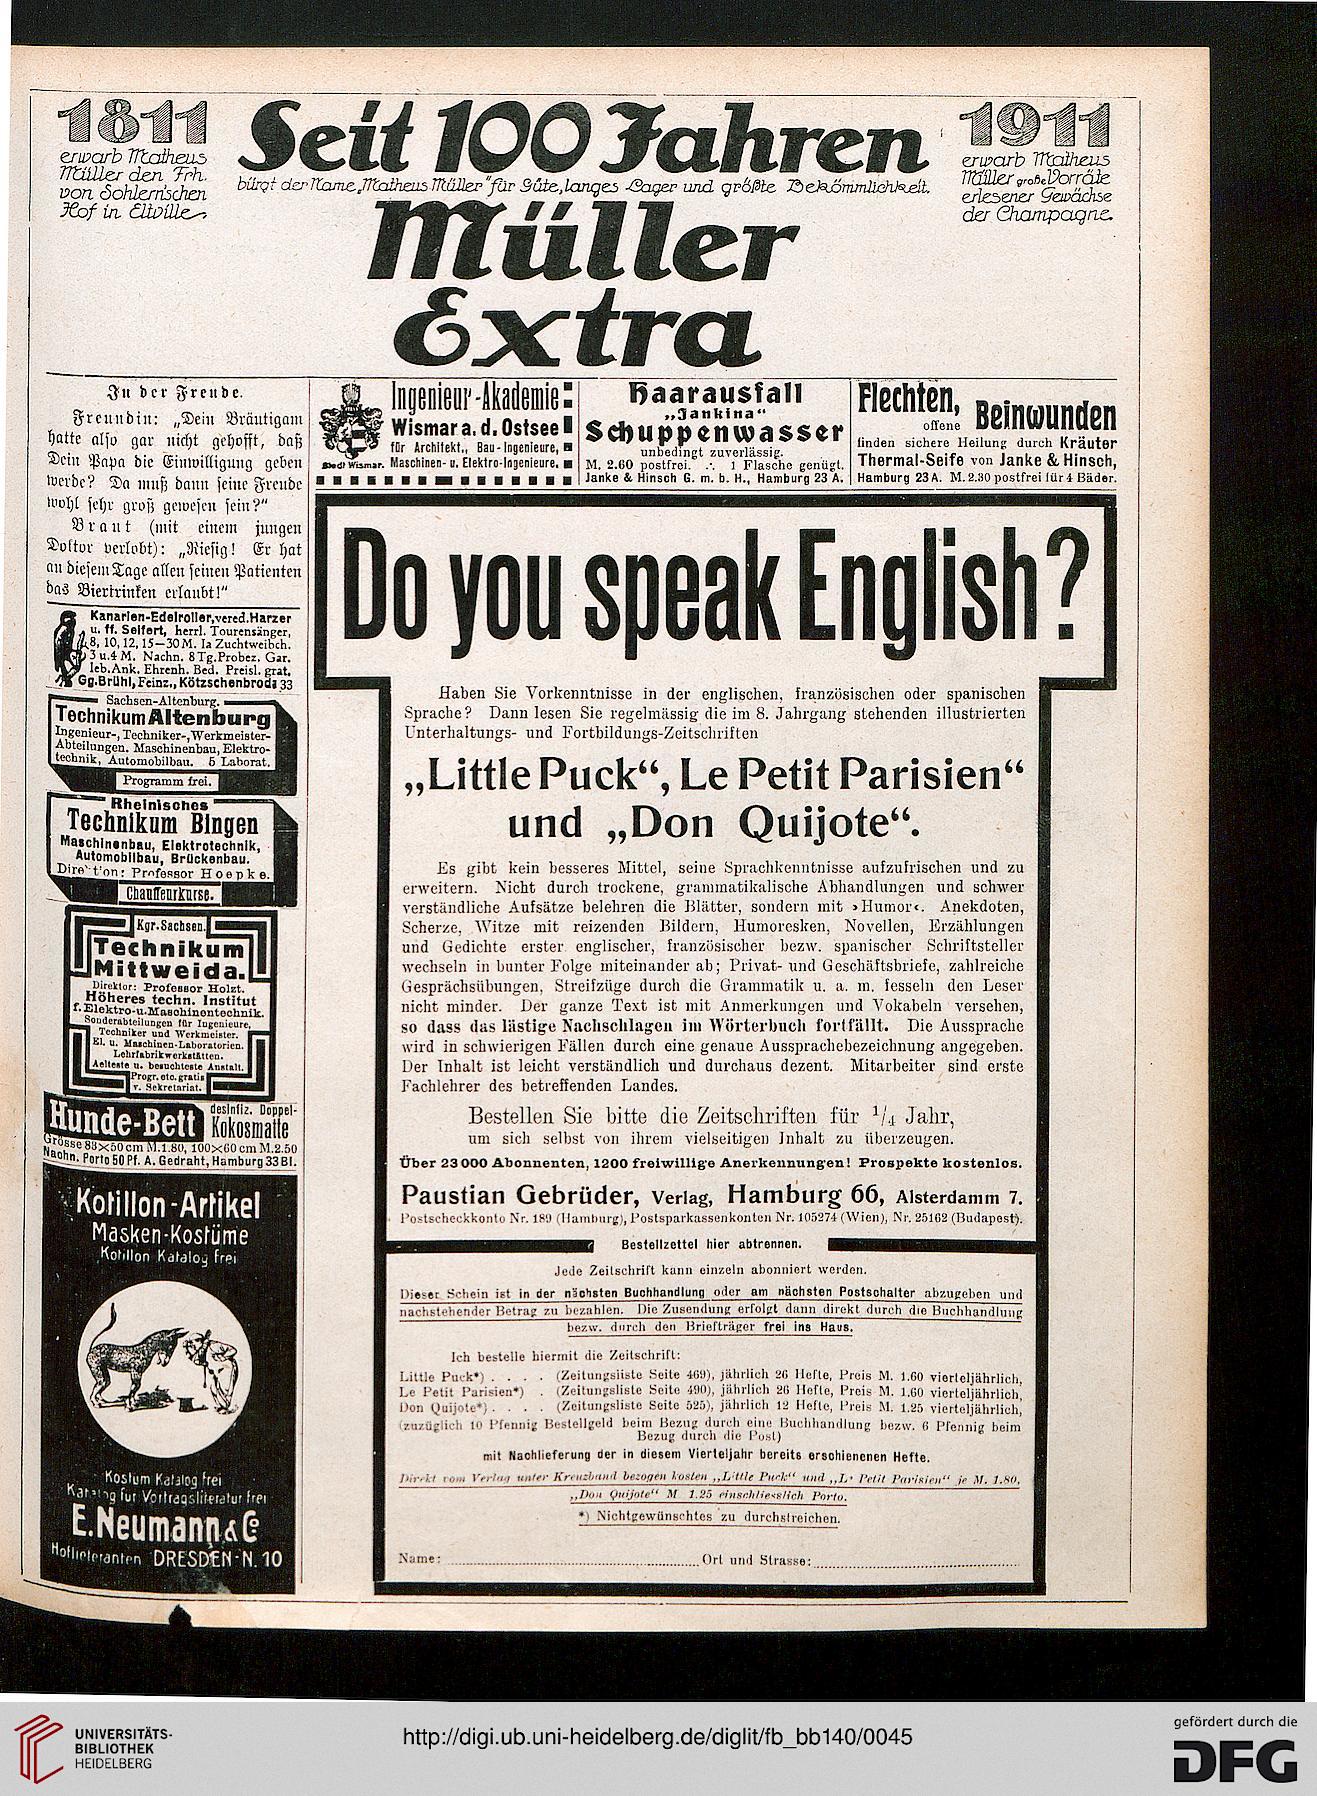 1811
erwarb Matheus
Müller den Frh.
von Sohlern'schen
Hof in Eltville.
Seit 100 Jahren
bürgt der Name „Matheus Müller" für Güte, langes Lager und größte Bekömmlichkeit.
Müller
Extra
1911
erwarb Matheus
Müller große Vorräte
erlesener Gewächse
der Champagne.
In der Freude.
Freundin: „Dein Bräutigam
hatte also gar nicht gehofft, daß
Dein Papa die Einwilligung geben
werde? Da muß dann seine Freude
wohl sehr groß gewesen sein?"
Braut (mit einem jungen
Doktor verlobt): „Riesig! Er hat
an diesem Tage allen seinen Patienten
das Biertrinken erlaubt!"
Kanarien-Edelroller, vered. Harzer
u. ff. Seifert, herrl. Tourensänger,
8, 10, 12, 15—30 M. Ia Zuchtweibch.
3 u. 4 M. Nachn. 8 Tg. Probez. Gar.
leb. Ank. Ehrenh. Bed. Preisl. grat.
Gg. Brühl, Feinz., Kötzschenbroda 33
Sachsen-Altenburg.
Technikum Altenburg
Ingenieur-, Techniker-, Werkmeister-
Abteilungen. Maschinenbau, Elektro-
technik, Automobilbau. 5 Laborat.
Programm frei.
Rheinisches
Technikum Bingen
Maschinenbau, Elektrotechnik,
Automobilbau, Brückenbau.
Direktion: Professor Hoepke.
Chauffeurkurse.
Kgr. Sachsen.
Technikum
Mittweida.
Direktor: Professor Holzt.
Höheres techn. Institut
f. Elektro- u. Maschinentechnik.
Sonderabteilungen für Ingenieure,
Techniker und Werkmeister.
El. u. Maschinen-Laboratorien.
Lehrfabrikwerkstätten.
Aelteste u. besuchteste Anstalt.
Progr. etc. gratis
v. Sekretariat.
Hunde-Bett desinfiz. Doppel-
Kokosmatte
Grösse 83×50 cm M. 1.80, 100×60 cm M. 2.50
Nachn. Porto 50 Pf. A. Gedraht, Hamburg 33 BI.
Kotillon-Artikel
Masken-Kostüme
Kotillon Katalog frei
Kostüm Katalog frei
Katalog für Vortragsliteratur frei
E. Neumann & Co
Hoflieferanten DRESDEN-N. 10
Ingenieur-Akademie
Wismar a. d. Ostsee
für Architekt., Bau-Ingenieure,
Maschinen- u. Elektro-Ingenieure.
Siedl Wismar.
Haarausfall
„Jankina"
Schuppenwasser
unbedingt zuverlässig.
M. 2.60 postfrei. ∴ 1 Flasche genügt.
Janke & Hinsch G. m. b. H., Hamburg 23 A.
Flechten, offene Beinwunden
finden sichere Heilung durch Kräuter
Thermal-Seife von Janke & Hinsch,
Hamburg 23 A. M. 2.30 postfrei für 4 Bäder.
Do you speak English?
Haben Sie Vorkenntnisse in der englischen, französischen oder spanischen
Sprache? Dann lesen Sie regelmässig die im 8. Jahrgang stehenden illustrierten
Unterhaltungs- und Fortbildungs-Zeitschriften
„Little Puck“, Le Petit Parisien“
und „Don Quijote“.
Es gibt kein besseres Mittel, seine Sprachkenntnisse aufzufrischen und zu
erweitern. Nicht durch trockene, grammatikalische Abhandlungen und schwer
verständliche Aufsätze belehren die Blätter, sondern mit »Humor«. Anekdoten,
Scherze, Witze mit reizenden Bildern, Humoresken, Novellen, Erzählungen
und Gedichte erster englischer, französischer bezw. spanischer Schriftsteller
wechseln in bunter Folge miteinander ab; Privat- und Geschäftsbriefe, zahlreiche
Gesprächsübungen, Streifzüge durch die Grammatik u. a. m. fesseln den Leser
nicht minder. Der ganze Text ist mit Anmerkungen und Vokabeln versehen,
so dass das lästige Nachschlagen im Wörterbuch fortfällt. Die Aussprache
wird in schwierigen Fällen durch eine genaue Aussprachebezeichnung angegeben.
Der Inhalt ist leicht verständlich und durchaus dezent. Mitarbeiter sind erste
Fachlehrer des betreffenden Landes.
Bestellen Sie bitte die Zeitschriften für 1/4 Jahr,
um sich selbst von ihrem vielseitigen Inhalt zu überzeugen.
Über 23000 Abonnenten, 1200 freiwillige Anerkennungen! Prospekte kostenlos.
Paustian Gebrüder, Verlag, Hamburg 66, Alsterdamm 7.
Postscheckkonto Nr. 189 (Hamburg), Postsparkassenkonten Nr. 105274 (Wien), Nr. 25162 (Budapest).
Bestellzettel hier abtrennen.
Jede Zeitschrift kann einzeln abonniert werden.
Dieser Schein ist in der nächsten Buchhandlung oder am nächsten Postschalter abzugeben und
nachstehender Betrag zu bezahlen. Die Zusendung erfolgt dann direkt durch die Buchhandlung
bezw. durch den Briefträger frei ins Haus.
Ich bestelle hiermit die Zeitschrift:
Little Puck*) . . . . (Zeitungsliste Seite 469), jährlich 26 Hefte, Preis M. 1.60 vierteljährlich,
Le Petit Parisien*) . (Zeitungsliste Seite 490), jährlich 26 Hefte, Preis M. 1.60 vierteljährlich,
Don Quijote*) . . . . (Zeitungsliste Seite 525), jährlich 12 Hefte, Preis M. 1.25 vierteljährlich,
(zuzüglich 10 Pfennig Bestellgeld beim Bezug durch eine Buchhandlung bezw. 6 Pfennig beim
Bezug durch die Post)
mit Nachlieferung der in diesem Vierteljahr bereits erschienenen Hefte.
Direkt vom Verlag unter Kreuzband bezogen kosten „Little Puck“ und „Le Petit Parisien“ je M. 1.80,
„Don Quijote“ M 1.25 einschliesslich Porto.
*) Nichtgewünschtes zu durchstreichen.
Name: Ort und Strasse:
UNIVERSITÄTS-
BIBLIOTHEK
HEIDELBERG
http://digi.ub.uni-heidelberg.de/diglit/fb_bb140/0045
gefördert durch die
DFG